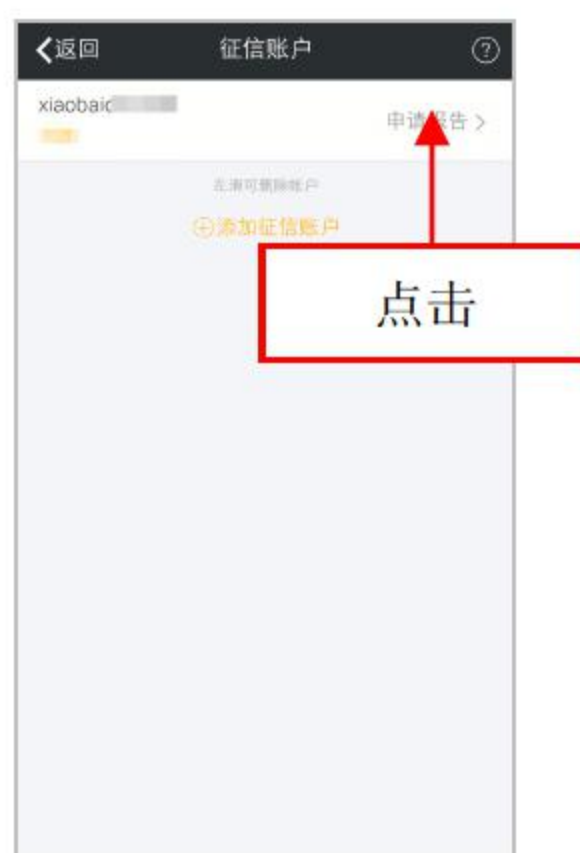 返回 征信账户 ?
xiaobaic
申请报告 >
左滑可删除帐户
⊕添加征信账户
点击